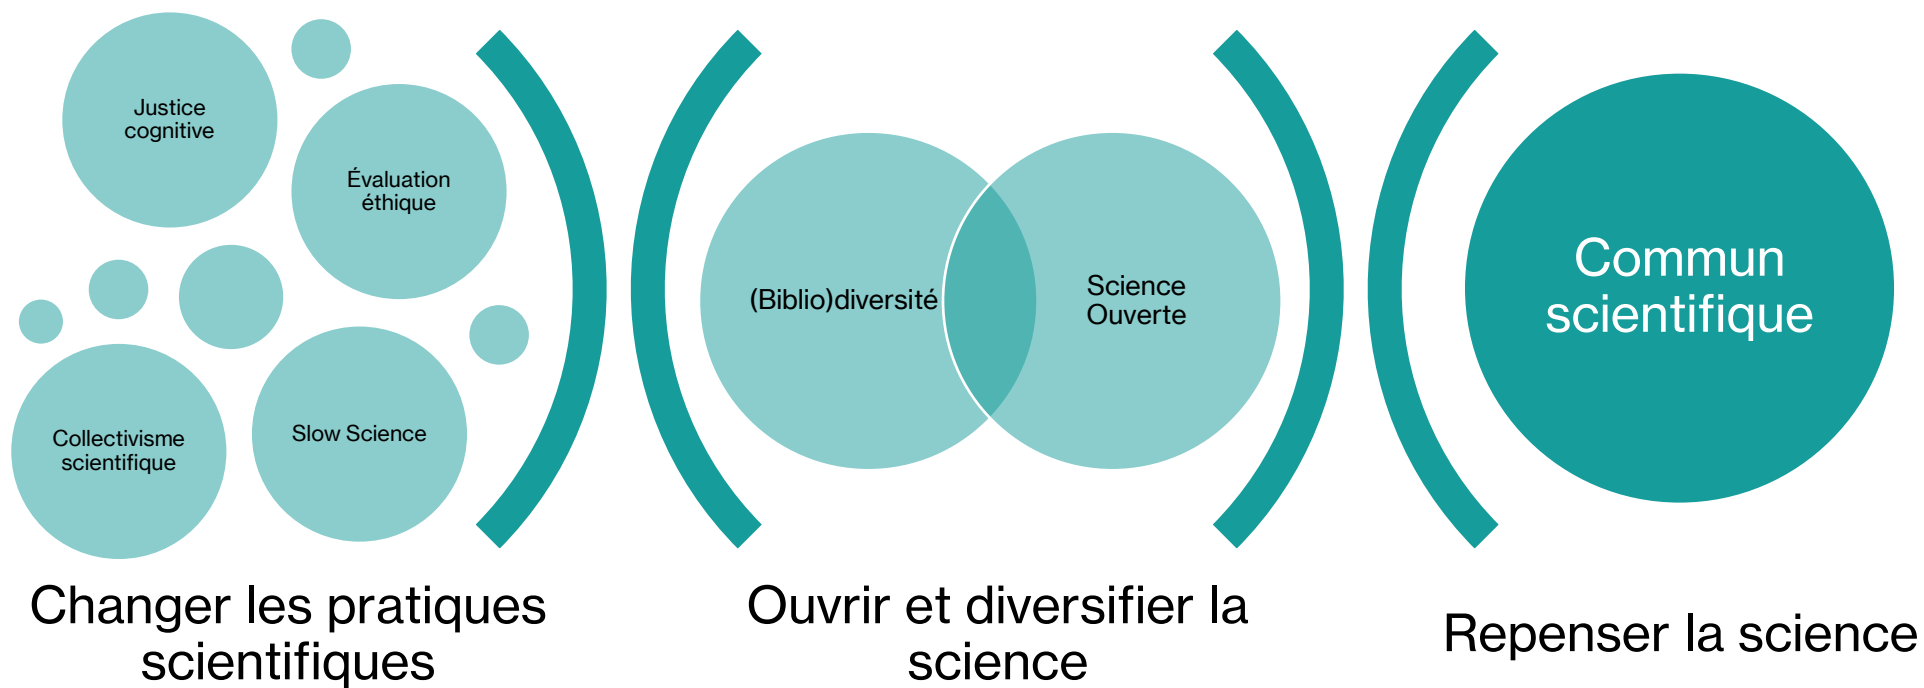 Justice
cognitive
Évaluation
éthique
Collectivisme
scientifique
Slow Science
Changer les pratiques
scientifiques
(Biblio)diversité
Science
Ouverte
Ouvrir et diversifier la
science
Commun
scientifique
Repenser la science